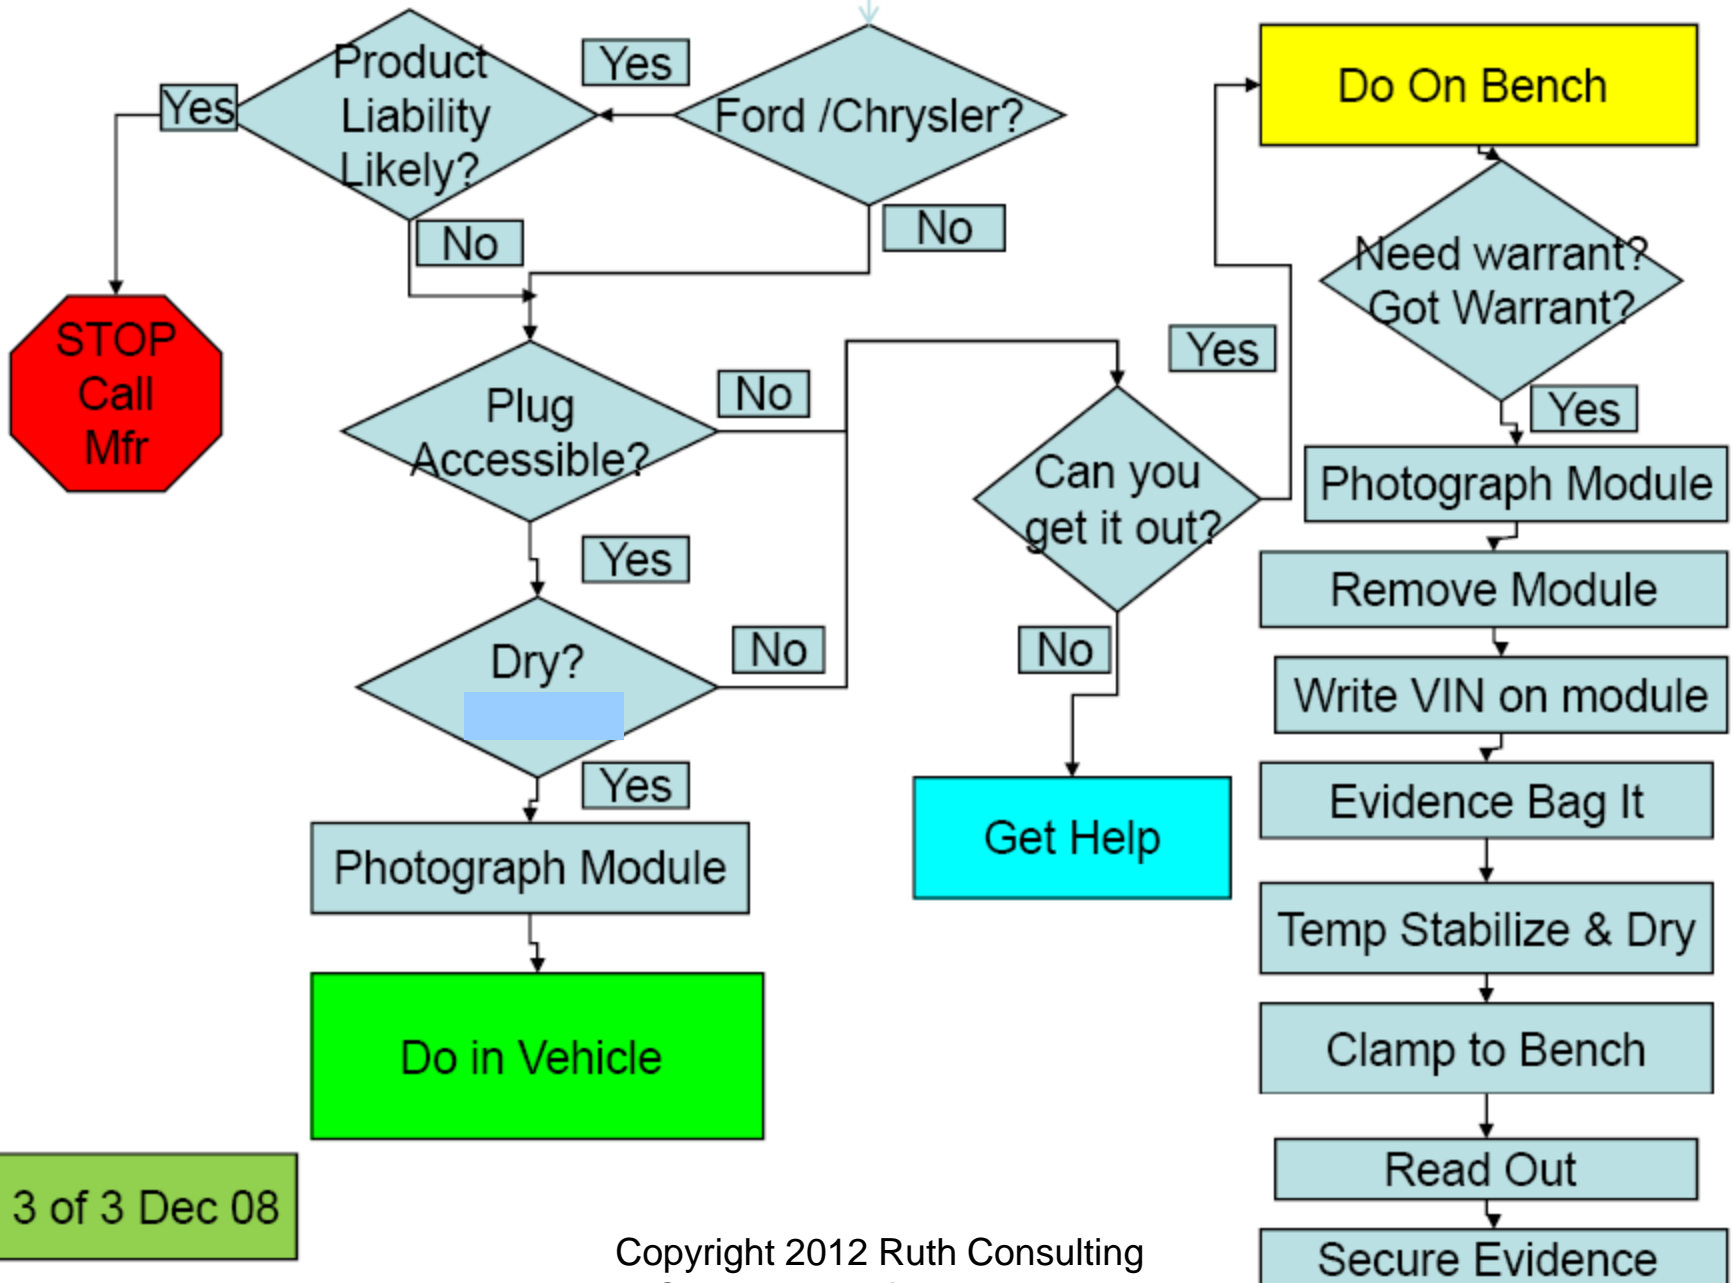 Product
Liability
Likely?
Yes
Ford /Chrysler?
Yes
No
No
STOP
Call
Mfr
Plug
Accessible?
No
Yes
Dry?
No
Yes
Photograph Module
Do in Vehicle
Can you
get it out?
Yes
No
Get Help
Do On Bench
Need warrant?
Got Warrant?
Yes
Photograph Module
Remove Module
Write VIN on module
Evidence Bag It
Temp Stabilize & Dry
Clamp to Bench
Read Out
Secure Evidence
3 of 3 Dec 08
Copyright 2012 Ruth Consulting